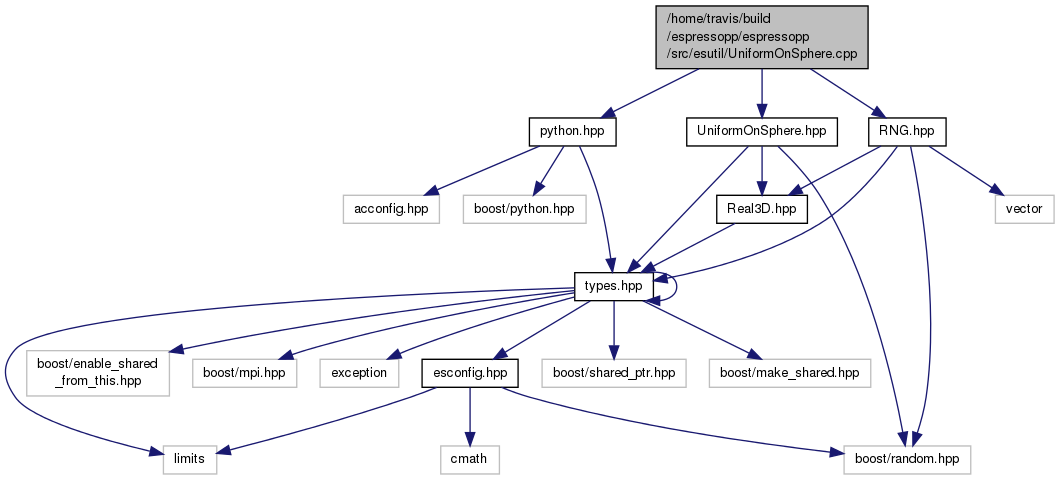 /home/travis/build
/espressopp/espressopp
/src/esutil/UniformOnSphere.cpp
python.hpp
UniformOnSphere.hpp
RNG.hpp
acconfig.hpp
boost/python.hpp
Real3D.hpp
vector
types.hpp
boost/enable_shared
_from_this.hpp
boost/mpi.hpp
exception
esconfig.hpp
boost/shared_ptr.hpp
boost/make_shared.hpp
limits
cmath
boost/random.hpp